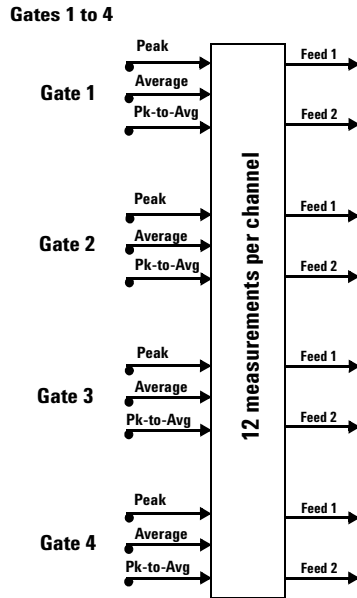 Gates 1 to 4
Peak
Feed 1
Gate 1
Average
Pk-to-Avg
Feed 2
Peak
Feed 1
Gate 2
Average
Pk-to-Avg
Feed 2
12 measurements per channel
Peak
Feed 1
Gate 3
Average
Pk-to-Avg
Feed 2
Peak
Feed 1
Gate 4
Average
Pk-to-Avg
Feed 2